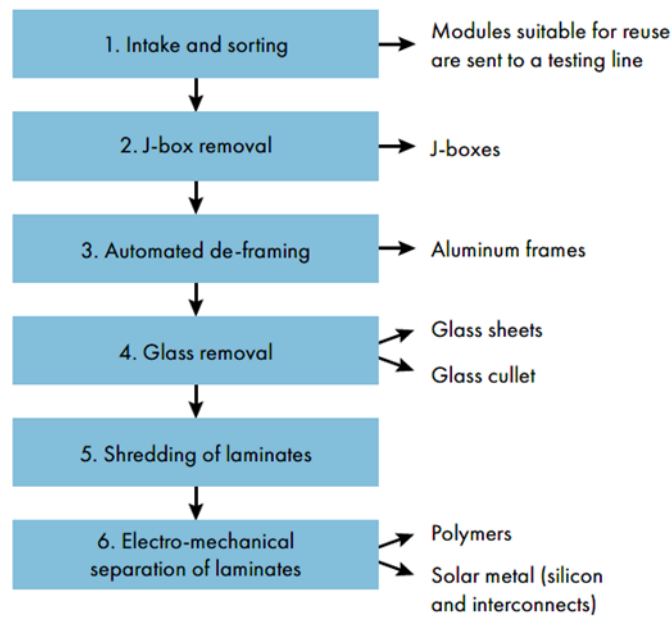 1. Intake and sorting
Modules suitable for reuse
are sent to a testing line
2. J-box removal
J-boxes
3. Automated de-framing
Aluminum frames
4. Glass removal
Glass sheets
Glass cullet
5. Shredding of laminates
6. Electro-mechanical
separation of laminates
Polymers
Solar metal (silicon
and interconnects)